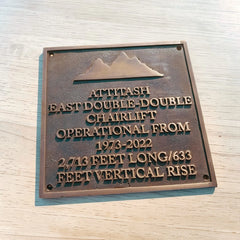 ATTITASH
EAST DOUBLE-DOUBLE
CHAIRLIFT
OPERATIONAL FROM
1973-2022
2,713 FEET LONG/633
FEET VERTICAL RISE